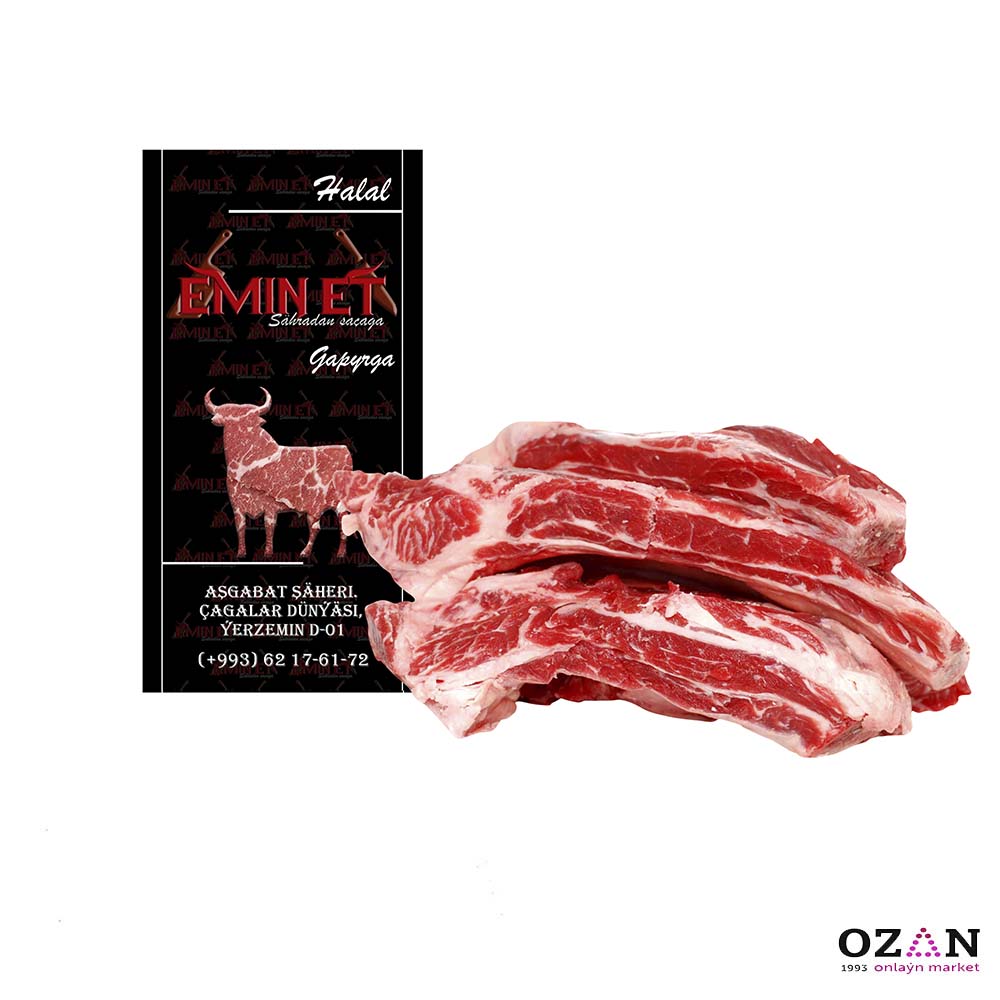 Halal
EMIN ET
Sähradan saçaga
Gapyrga
AŞGABAT ŞÄHERI,
ÇAGALAR DÜNÝÄSI,
ÝERZEMIN D-01
(+993) 62 17-61-72
OZAN
1993 onlaýn market